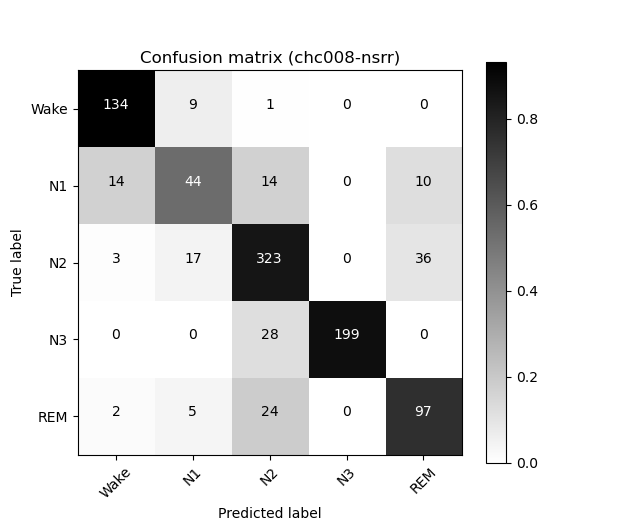 Confusion matrix (chc008-nsrr)
True label
Wake 134 9 1 0 0
N1 14 44 14 0 10
N2 3 17 323 0 36
N3 0 0 28 199 0
REM 2 5 24 0 97
Wake N1 N2 N3 REM
Predicted label
0.8
0.6
0.4
0.2
0.0